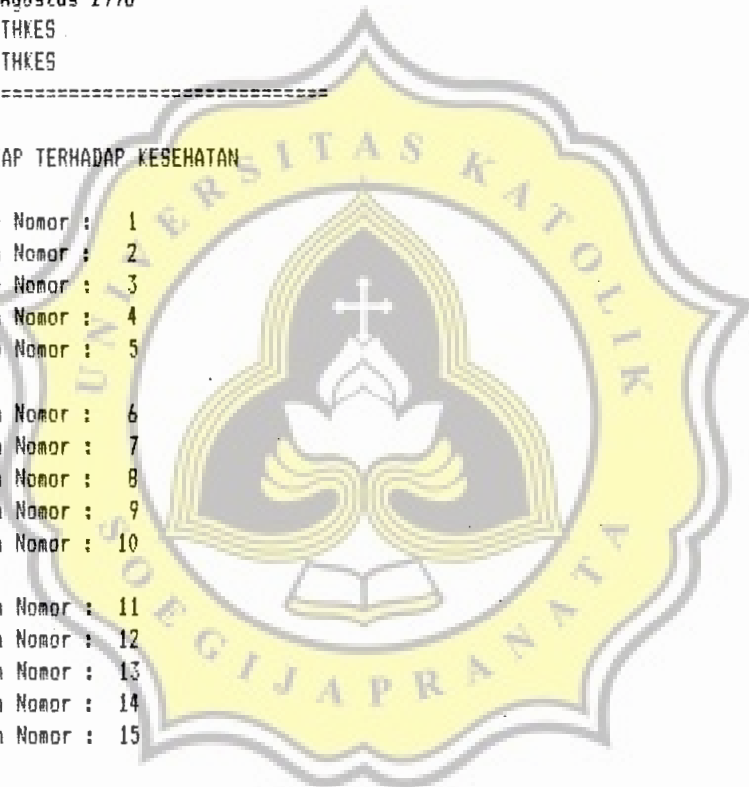 THKES
THKES
=============================
AP TERHADAP KESEHATAN
Nomor : 1
Nomor : 2
Nomor : 3
Nomor : 4
Nomor : 5
Nomor : 6
Nomor : 7
Nomor : 8
Nomor : 9
Nomor : 10
Nomor : 11
Nomor : 12
Nomor : 13
Nomor : 14
Nomor : 15
UNIVERSITAS KATOLIK
SOEGIJAPRANATA